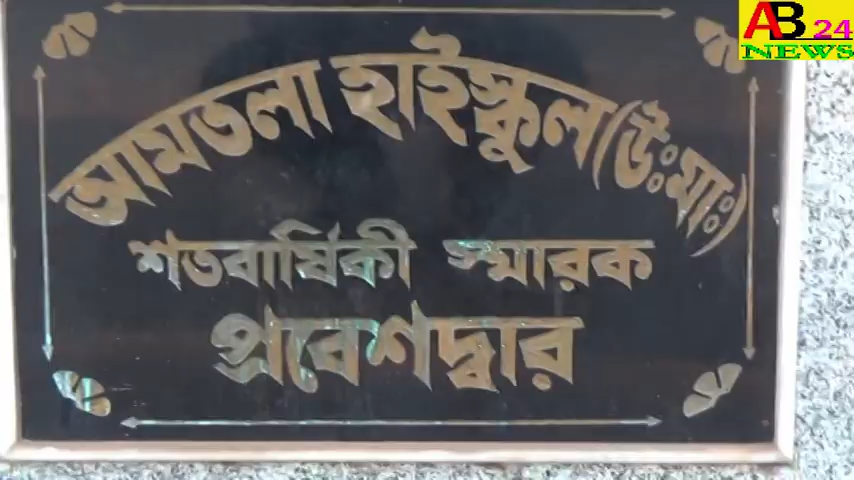 AB 24
NEWS
আমতলা হাইস্কুল (উঃমাঃ)
শতবার্ষিকী স্মারক
প্রবেশদ্বার